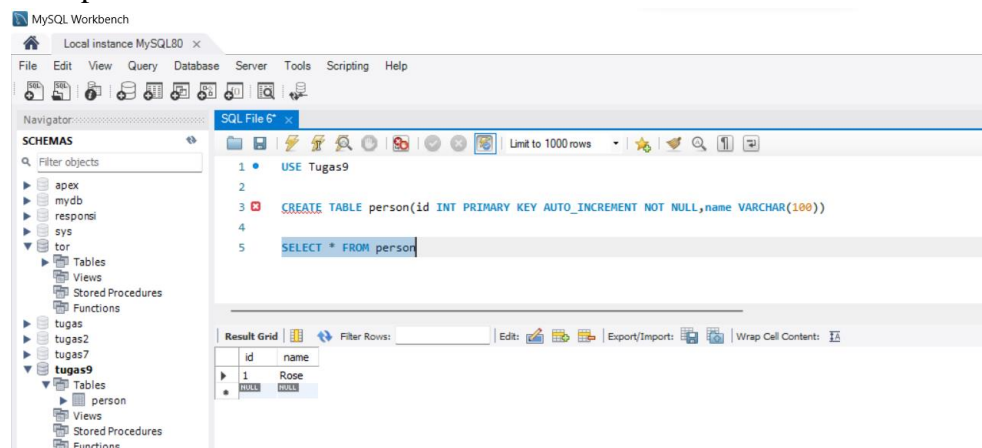 MySQL Workbench
Local instance MySQL80 ×
File Edit View Query Database Server Tools Scripting Help
Navigator
SCHEMAS
Filter objects
apex
mydb
responsi
sys
tor
Tables
Views
Stored Procedures
Functions
tugas
tugas2
tugas7
tugas9
Tables
person
Views
Stored Procedures
Functions
SQL File 6* ×
Limit to 1000 rows
1 USE Tugas9
2
3 CREATE TABLE person(id INT PRIMARY KEY AUTO_INCREMENT NOT NULL,name VARCHAR(100))
4
5 SELECT * FROM person
Result Grid Filter Rows: Edit: Export/Import: Wrap Cell Content:
id name
1 Rose
NULL NULL